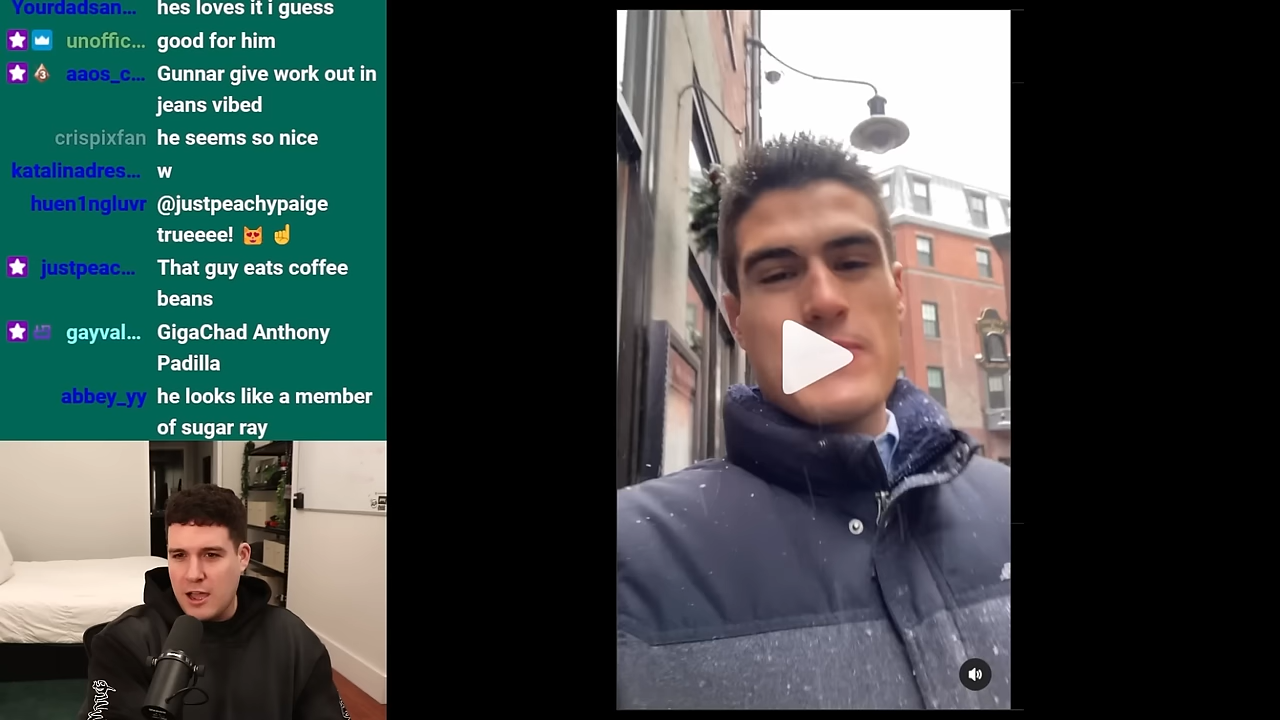 Yourdadsan... hes loves it i guess
unoffic... good for him
3 aaos_c... Gunnar give work out in
jeans vibed
crispixfan he seems so nice
katalinadres... w
huen1ngluvr @justpeachypaige
trueeee! 😻 ☝️
justpeac... That guy eats coffee
beans
gayval... GigaChad Anthony
Padilla
abbey_yy he looks like a member
of sugar ray